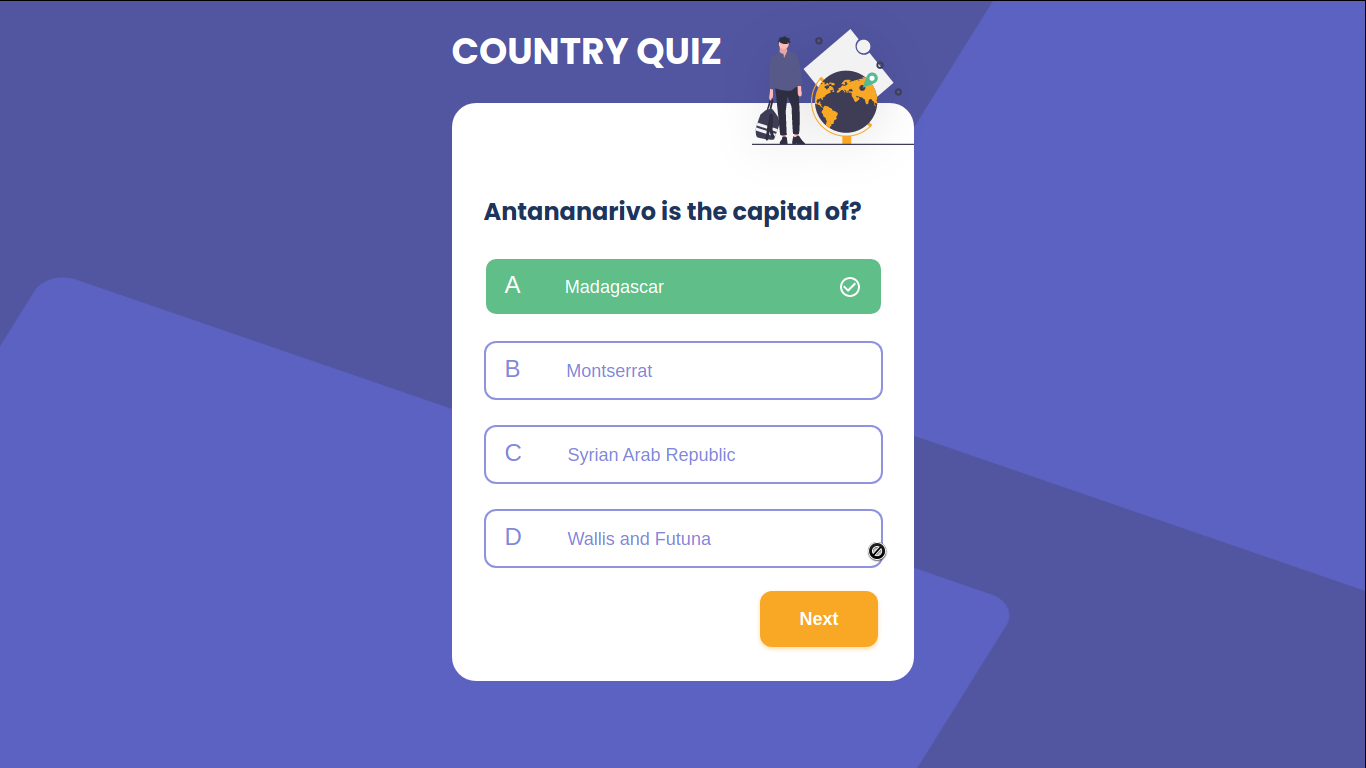 COUNTRY QUIZ
Antananarivo is the capital of?
A Madagascar
B Montserrat
C Syrian Arab Republic
D Wallis and Futuna
Next